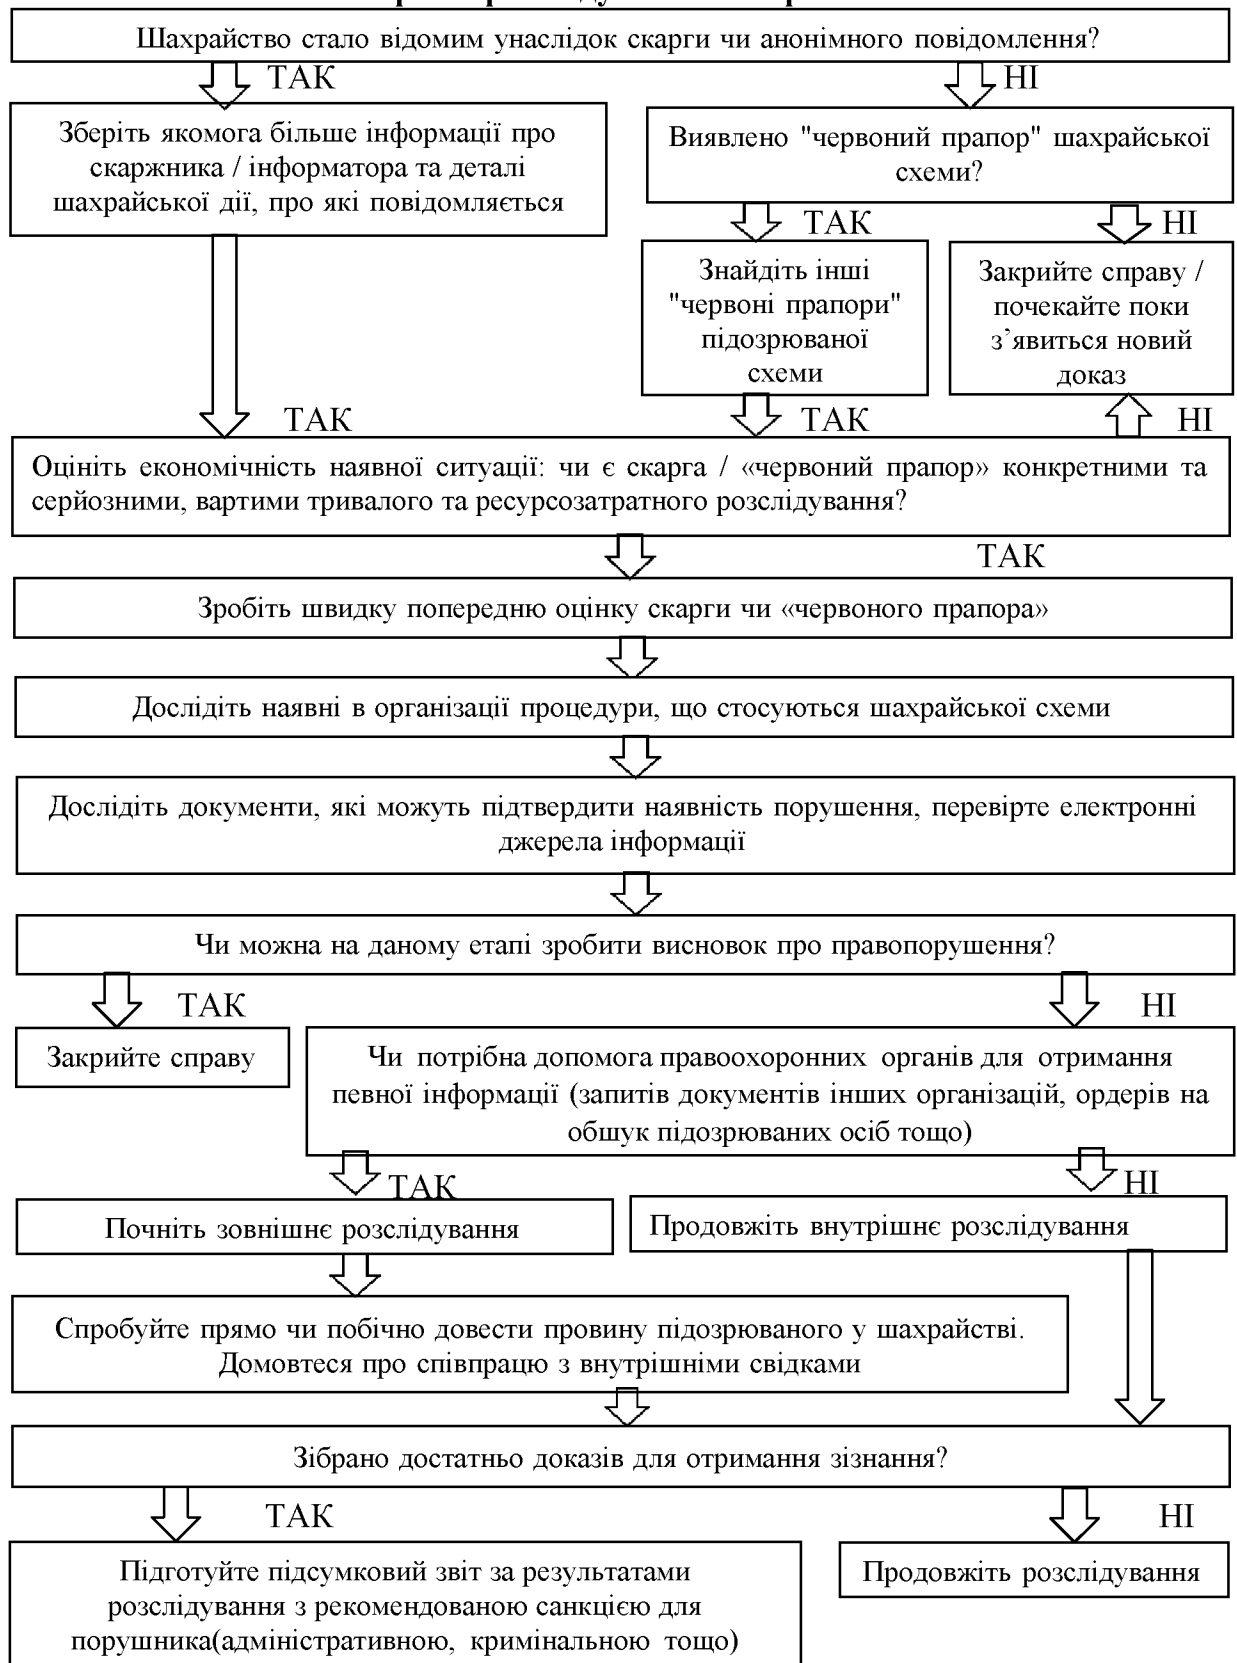 Шахрайство стало відомим унаслідок скарги чи анонімного повідомлення?
ТАК
НІ
Зберіть якомога більше інформації про
скаржника / інформатора та деталі
шахрайської дії, про які повідомляється
Виявлено "червоний прапор" шахрайської
схеми?
ТАК
НІ
Знайдіть інші
"червоні прапори"
підозрюваної
схеми
Закрийте справу /
почекайте поки
з’явиться новий
доказ
ТАК
ТАК
НІ
Оцініть економічність наявної ситуації: чи є скарга / «червоний прапор» конкретними та
серйозними, вартими тривалого та ресурсозатратного розслідування?
ТАК
Зробіть швидку попередню оцінку скарги чи «червоного прапора»
Дослідіть наявні в організації процедури, що стосуються шахрайської схеми
Дослідіть документи, які можуть підтвердити наявність порушення, перевірте електронні
джерела інформації
Чи можна на даному етапі зробити висновок про правопорушення?
ТАК
НІ
Закрийте справу
Чи потрібна допомога правоохоронних органів для отримання
певної інформації (запитів документів інших організацій, ордерів на
обшук підозрюваних осіб тощо)
ТАК
НІ
Почніть зовнішнє розслідування
Продовжіть внутрішнє розслідування
Спробуйте прямо чи побічно довести провину підозрюваного у шахрайстві.
Домовтеся про співпрацю з внутрішніми свідками
Зібрано достатньо доказів для отримання зізнання?
ТАК
НІ
Підготуйте підсумковий звіт за результатами
розслідування з рекомендованою санкцією для
порушника(адміністративною, кримінальною тощо)
Продовжіть розслідування